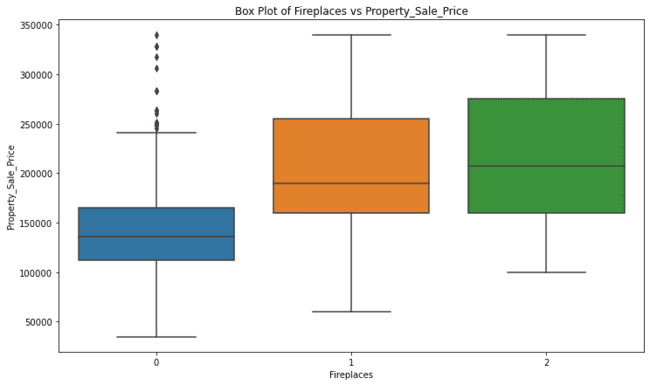 Box Plot of Fireplaces vs Property_Sale_Price
350000
300000
250000
200000
150000
100000
50000
Property_Sale_Price
0 1 2
Fireplaces